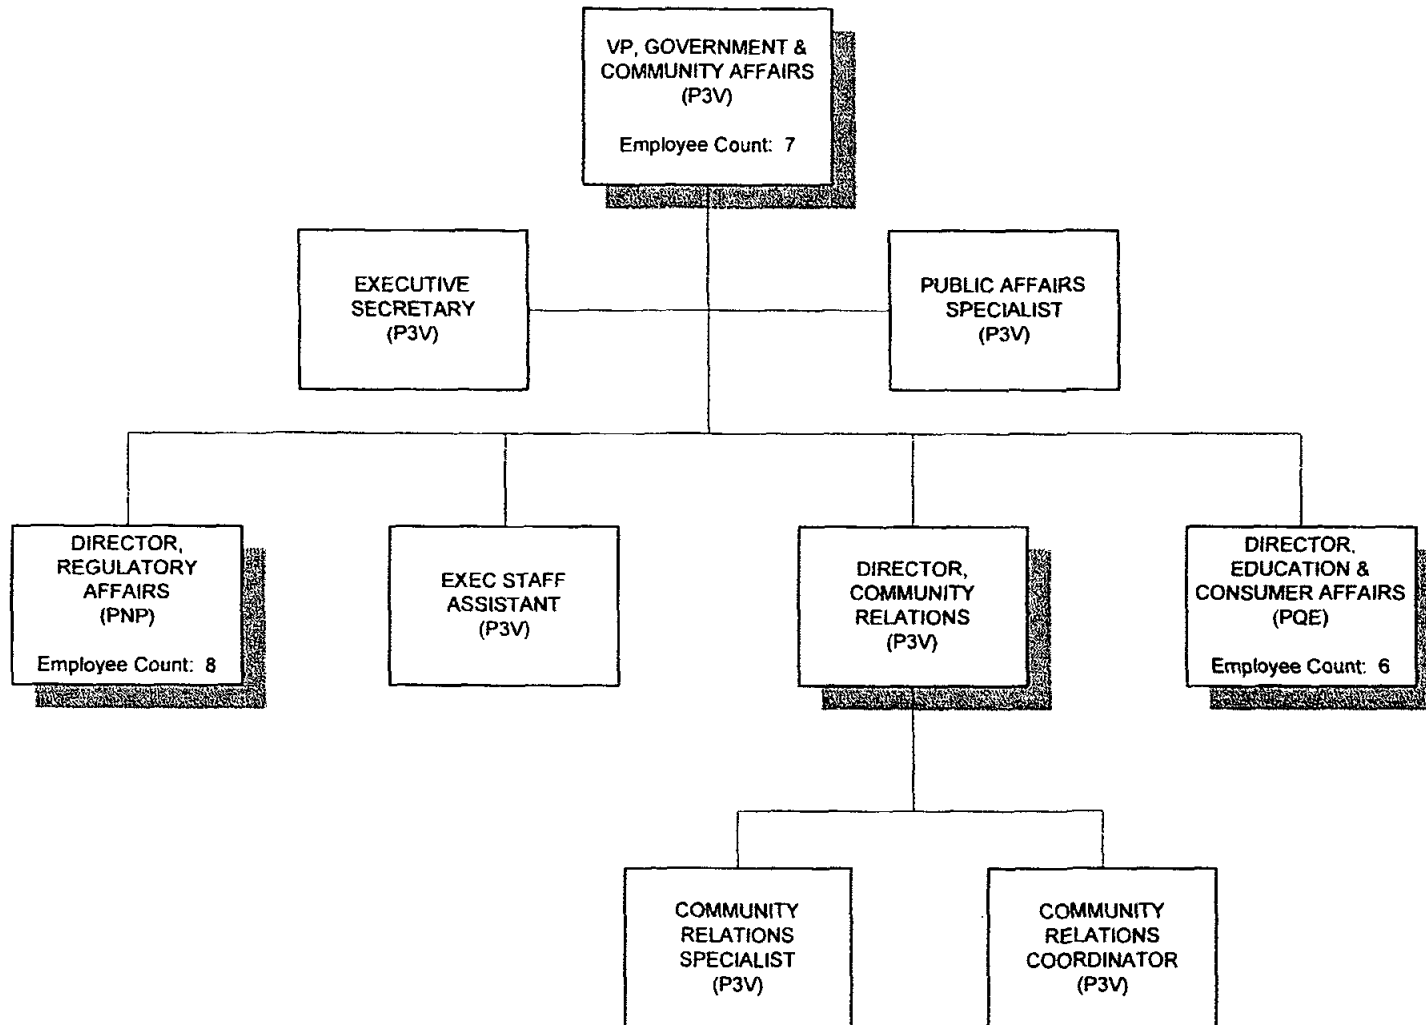 VP, GOVERNMENT &
COMMUNITY AFFAIRS
(P3V)
Employee Count: 7
EXECUTIVE
SECRETARY
(P3V)
PUBLIC AFFAIRS
SPECIALIST
(P3V)
DIRECTOR,
REGULATORY
AFFAIRS
(PNP)
Employee Count: 8
EXEC STAFF
ASSISTANT
(P3V)
DIRECTOR,
COMMUNITY
RELATIONS
(P3V)
DIRECTOR,
EDUCATION &
CONSUMER AFFAIRS
(PQE)
Employee Count: 6
COMMUNITY
RELATIONS
SPECIALIST
(P3V)
COMMUNITY
RELATIONS
COORDINATOR
(P3V)